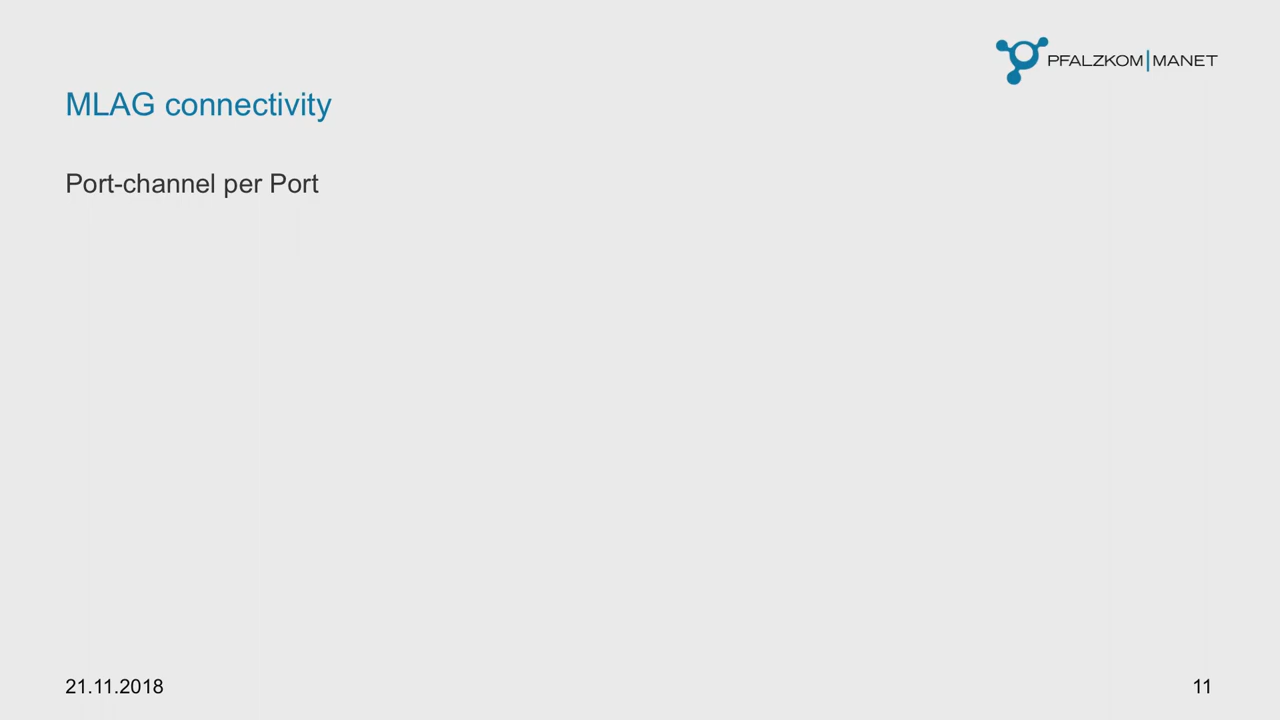 PFALZKOM|MANET
MLAG connectivity
Port-channel per Port
21.11.2018
11